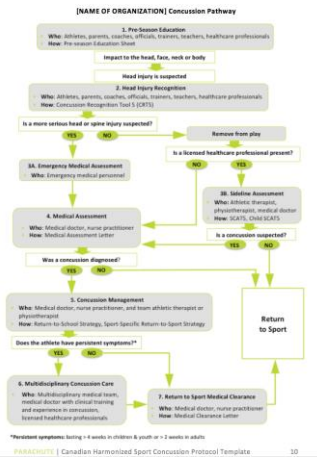 [NAME OF ORGANIZATION] Concussion Pathway
1. Pre-Season Education
Who: Athletes, parents, coaches, officials, trainers, teachers, healthcare professionals
How: Pre-season Education Sheet
Impact to the head, face, neck or body
Head Injury is suspected
2. Head Injury Recognition
Who: Athletes, parents, coaches, officials, trainers, teachers, healthcare professionals
How: Concussion Recognition Tool 5 (CRT5)
Is a more serious head or spine injury suspected?
YES
NO
Remove from play
Is a licensed healthcare professional present?
NO
YES
3A. Emergency Medical Assessment
Who: Emergency medical personnel
3B. Sideline Assessment
Who: Athletic therapist,
physiotherapist, medical doctor
How: SCAT5, Child SCAT5
4. Medical Assessment
Who: Medical doctor, nurse practitioner
How: Medical Assessment Letter
Is a concussion suspected?
YES
NO
Was a concussion diagnosed?
YES
NO
5. Concussion Management
Who: Medical doctor, nurse practitioner, and team athletic therapist or
physiotherapist
How: Return-to-School Strategy, Sport-Specific Return-to-Sport Strategy
Return
to Sport
Does the athlete have persistent symptoms?*
YES
NO
6. Multidisciplinary Concussion Care
Who: Multidisciplinary medical team,
medical doctor with clinical training
and experience in concussion,
licensed healthcare professionals
7. Return to Sport Medical Clearance
Who: Medical doctor, nurse practitioner
How: Medical Clearance Letter
*Persistent symptoms: lasting > 4 weeks in children & youth or > 2 weeks in adults
PARACHUTE | Canadian Harmonized Sport Concussion Protocol Template 10